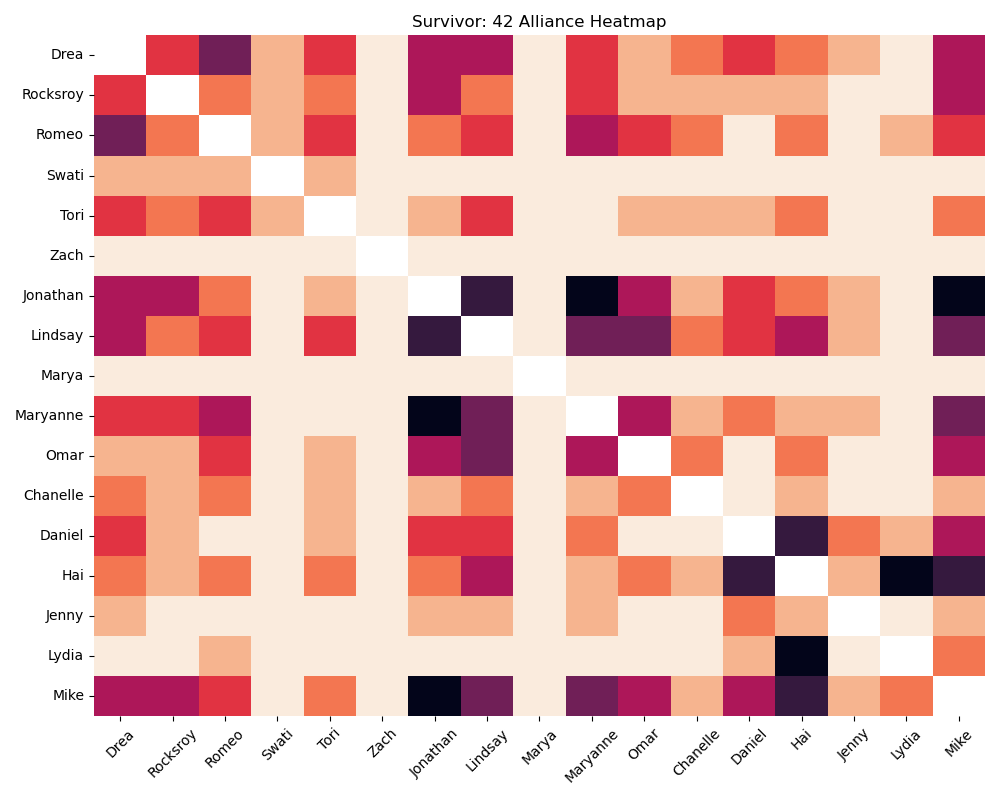 Survivor: 42 Alliance Heatmap
Drea
Rocksroy
Romeo
Swati
Tori
Zach
Jonathan
Lindsay
Marya
Maryanne
Omar
Chanelle
Daniel
Hai
Jenny
Lydia
Mike
Drea
Rocksroy
Romeo
Swati
Tori
Zach
Jonathan
Lindsay
Marya
Maryanne
Omar
Chanelle
Daniel
Hai
Jenny
Lydia
Mike